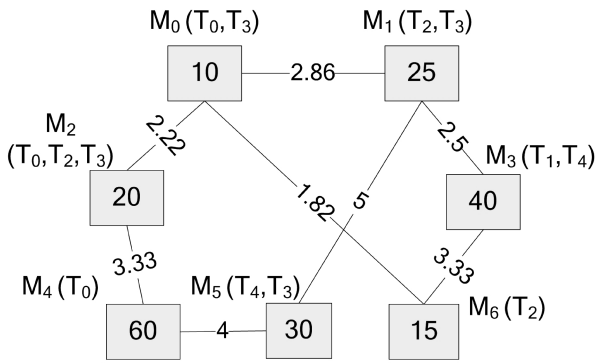 M₀(T₀,T₃)
M₁(T₂,T₃)
10
2.86
25
M₂
(T₀,T₂,T₃)
2.22
2.5
M₃(T₁,T₄)
20
1.82
5
40
3.33
3.33
M₄(T₀)
M₅(T₄,T₃)
M₆(T₂)
60
4
30
15